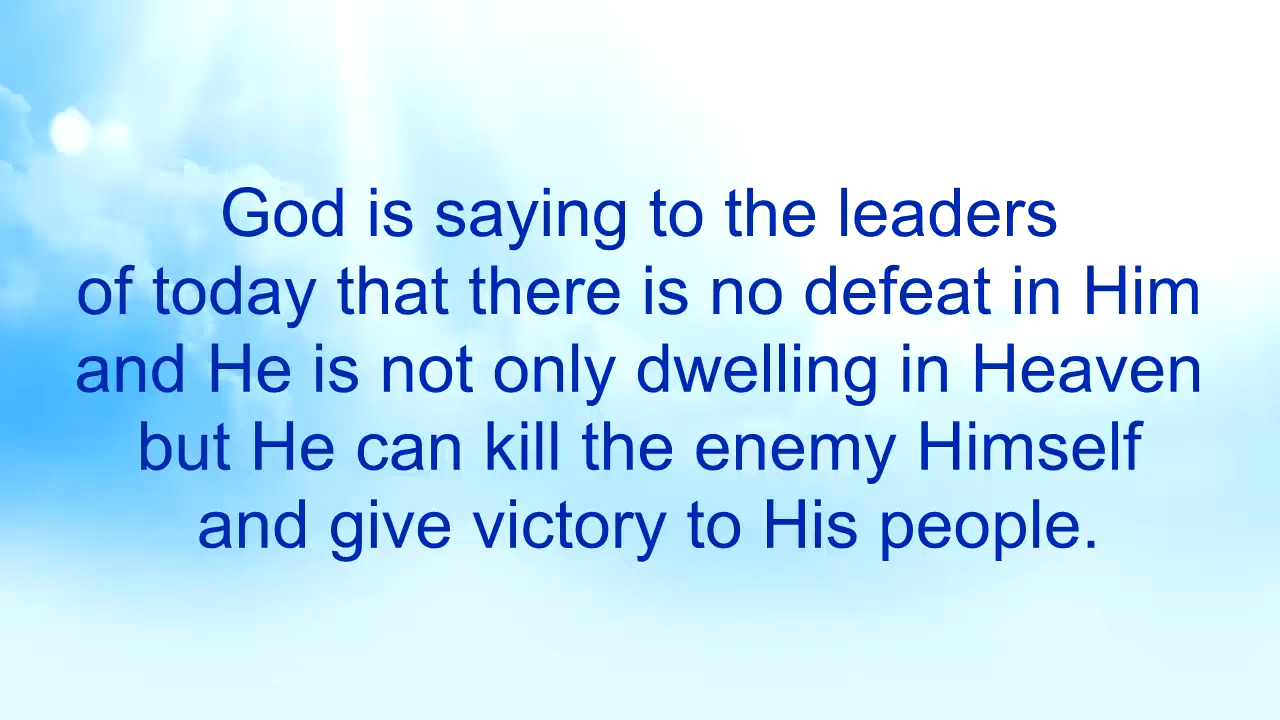 God is saying to the leaders
of today that there is no defeat in Him
and He is not only dwelling in Heaven
but He can kill the enemy Himself
and give victory to His people.